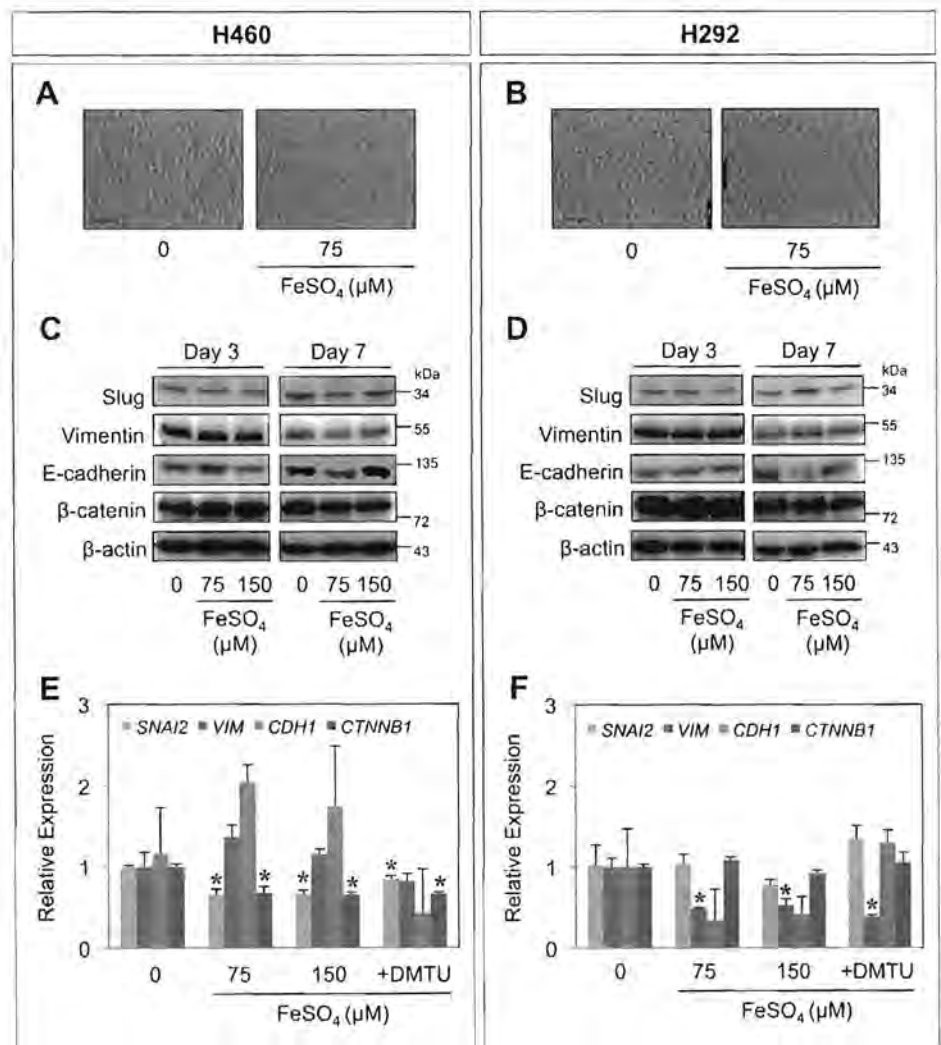 H460
H292
A
0
75
FeSO₄ (µM)
B
0
75
FeSO₄ (µM)
C
Day 3
Day 7
kDa
Slug
34
Vimentin
55
E-cadherin
135
β-catenin
72
β-actin
43
0 75 150 0 75 150
FeSO₄ FeSO₄
(µM) (µM)
D
Day 3
Day 7
kDa
Slug
34
Vimentin
55
E-cadherin
135
β-catenin
72
β-actin
43
0 75 150 0 75 150
FeSO₄ FeSO₄
(µM) (µM)
E
Relative Expression
3
2
1
0
SNAI2 VIM CDH1 CTNNB1
* * * * * *
0 75 150 +DMTU
FeSO₄ (µM)
F
Relative Expression
3
2
1
0
SNAI2 VIM CDH1 CTNNB1
* * *
0 75 150 +DMTU
FeSO₄ (µM)